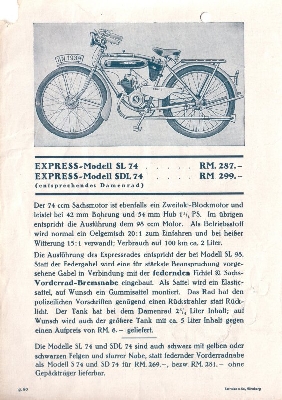 EXPRESS-Modell SL 74 . . . . . RM. 287.-
EXPRESS-Modell SDL 74 . . . . RM. 299.-
(entsprechendes Damenrad)
Der 74 ccm Sachsmotor ist ebenfalls ein Zweitakt-Blockmotor und
leistet bei 42 mm Bohrung und 54 mm Hub 1¼ PS. Im übrigen
entspricht die Ausführung dem 98 ccm Motor. Als Betriebsstoff
wird normal ein Oelgemisch 20:1 zum Einfahren und bei heißer
Witterung 15:1 verwandt; Verbrauch auf 100 km ca. 2 Liter.
Die Ausführung des Expressrades entspricht der bei Modell SL 98.
Statt der Federgabel wird eine für stärkste Beanspruchung vorge-
sehene Gabel in Verbindung mit der federnden Fichtel & Sachs-
Vorderrad-Bremsnabe eingebaut. Als Sattel wird ein Elastic-
sattel, auf Wunsch ein Gummisattel montiert. Das Rad hat den
polizeilichen Vorschriften genügend einen Rückstrahler statt Rück-
licht. Der Tank hat bei dem Damenrad 2¾ Liter Inhalt; auf
Wunsch wird auch der größere Tank mit ca. 5 Liter Inhalt gegen
einen Aufpreis von RM. 6.- geliefert.
Die Modelle SL 74 und SDL 74 sind auch schwarz mit gelben oder
schwarzen Felgen und starrer Nabe, statt federnder Vorderradnabe
als Modell S 74 und SD 74 für RM. 269.-, bzw. RM. 281.- ohne
Gepäckträger lieferbar.